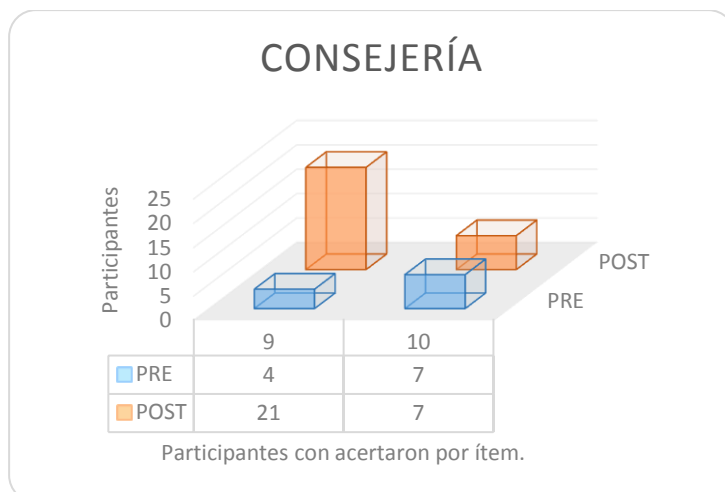 CONSEJERÍA
Participantes
25
20
15
10
5
0
POST
PRE
9 10
PRE 4 7
POST 21 7
Participantes con acertaron por ítem.